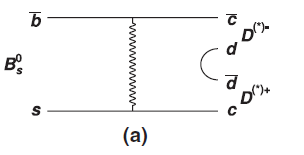 b̅ c̅
D⁽*⁾⁻
d
B⁰ₛ
d̅
D⁽*⁾⁺
s c
(a)